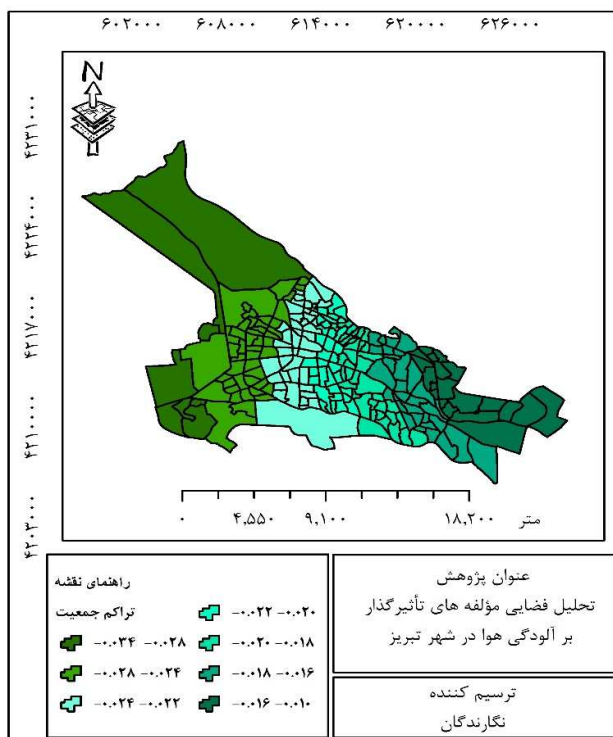 ۶۰۲۰۰۰ ۶۰۸۰۰۰ ۶۱۴۰۰۰ ۶۲۰۰۰۰ ۶۲۶۰۰۰
N
۴۲۳۱۰۰۰
۴۲۲۴۰۰۰
۴۲۱۷۰۰۰
۴۲۱۰۰۰۰
۴۲۰۳۰۰۰
۰ ۴,۵۵۰ ۹,۱۰۰ ۱۸,۲۰۰ متر
راهنمای نقشه
تراکم جمعیت
-۰.۰۳۴ -۰.۰۲۸
-۰.۰۲۸ -۰.۰۲۴
-۰.۰۲۴ -۰.۰۲۲
-۰.۰۲۲ -۰.۰۲۰
-۰.۰۲۰ -۰.۰۱۸
-۰.۰۱۸ -۰.۰۱۶
-۰.۰۱۶ -۰.۰۱۰
عنوان پژوهش
تحلیل فضایی مؤلفه های تأثیرگذار
بر آلودگی هوا در شهر تبریز
ترسیم کننده
نگارندگان